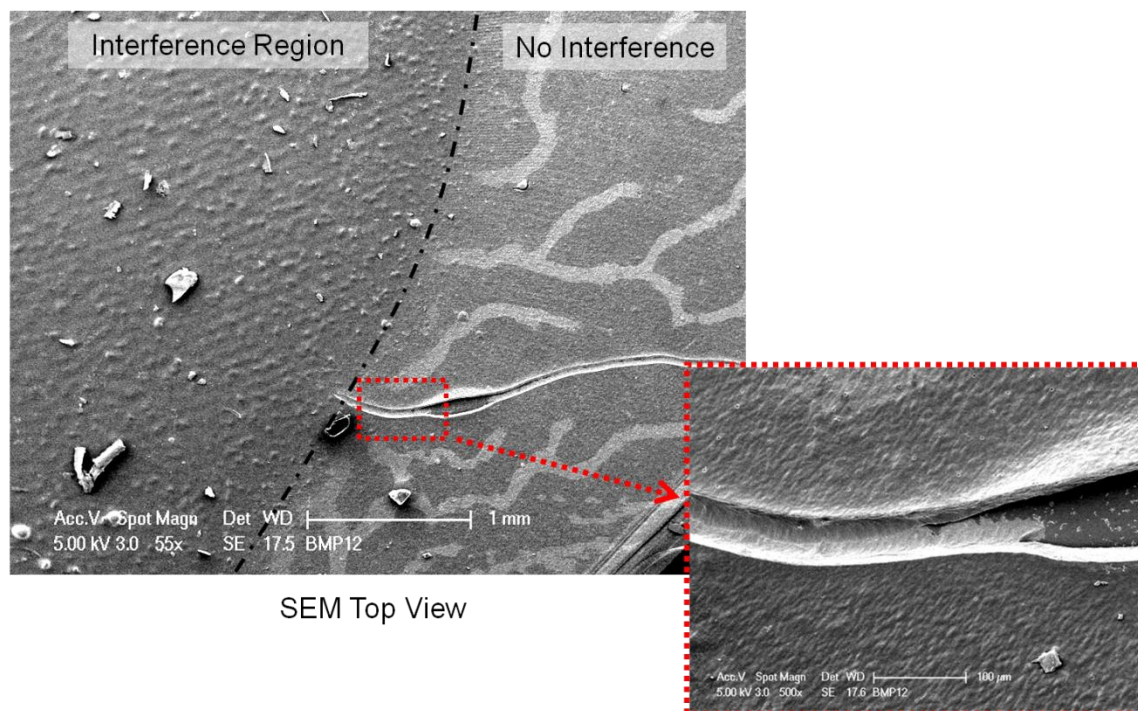 Interference Region
No Interference
Acc.V Spot Magn Det WD 1 mm
5.00 kV 3.0 55x SE 17.5 BMP12
SEM Top View
Acc.V Spot Magn Det WD 100 µm
5.00 kV 3.0 500x SE 17.6 BMP12